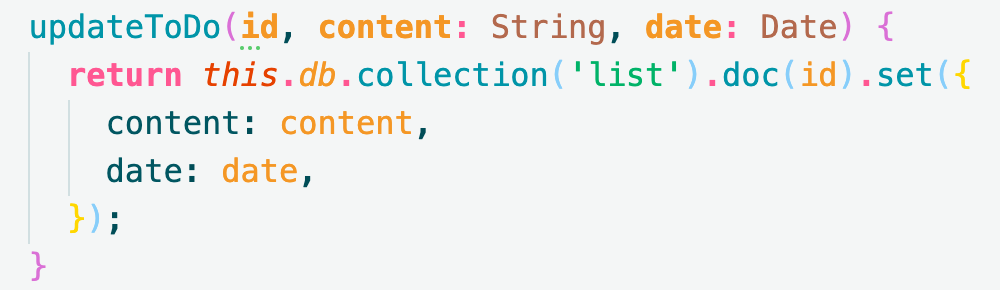 updateToDo(id, content: String, date: Date) {
return this.db.collection('list').doc(id).set({
content: content,
date: date,
});
}